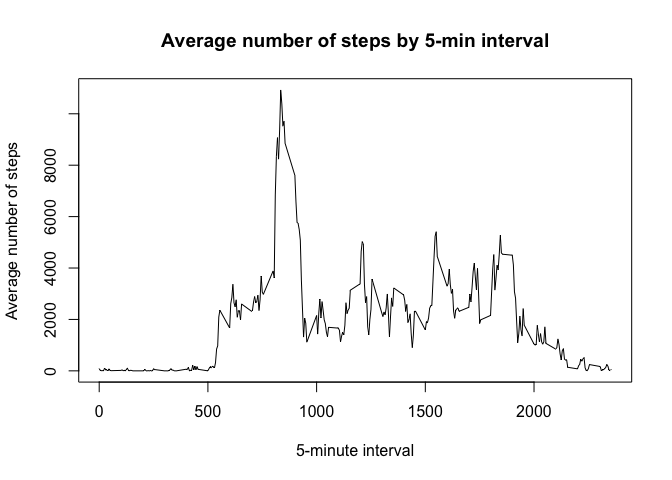 Average number of steps by 5-min interval
Average number of steps
8000
6000
4000
2000
0
0 500 1000 1500 2000
5-minute interval